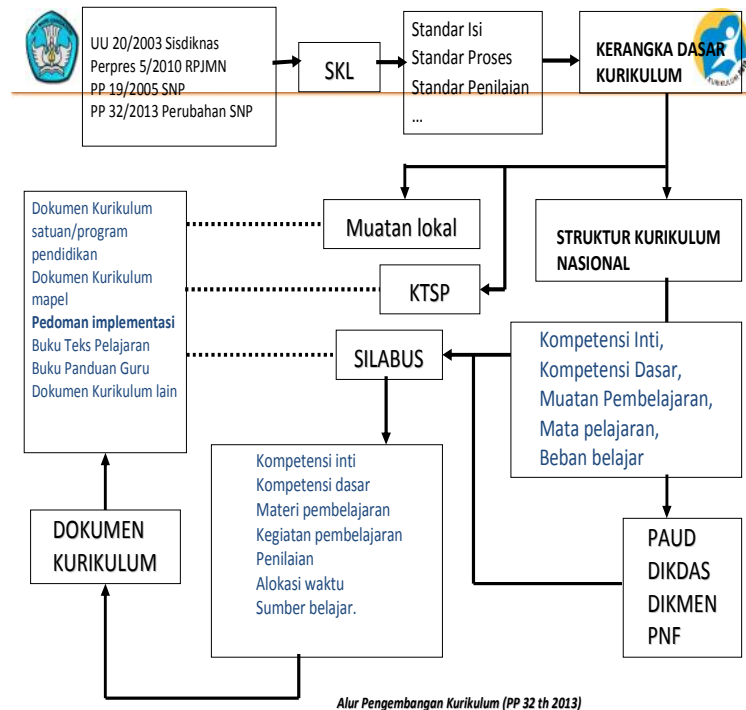 UU 20/2003 Sisdiknas
Perpres 5/2010 RPJMN
PP 19/2005 SNP
PP 32/2013 Perubahan SNP
SKL
Standar Isi
Standar Proses
Standar Penilaian
...
KERANGKA DASAR
KURIKULUM
Dokumen Kurikulum
satuan/program
pendidikan
Dokumen Kurikulum
mapel
Pedoman implementasi
Buku Teks Pelajaran
Buku Panduan Guru
Dokumen Kurikulum lain
Muatan lokal
KTSP
SILABUS
STRUKTUR KURIKULUM
NASIONAL
Kompetensi Inti,
Kompetensi Dasar,
Muatan Pembelajaran,
Mata pelajaran,
Beban belajar
Kompetensi inti
Kompetensi dasar
Materi pembelajaran
Kegiatan pembelajaran
Penilaian
Alokasi waktu
Sumber belajar.
DOKUMEN
KURIKULUM
PAUD
DIKDAS
DIKMEN
PNF
Alur Pengembangan Kurikulum (PP 32 th 2013)